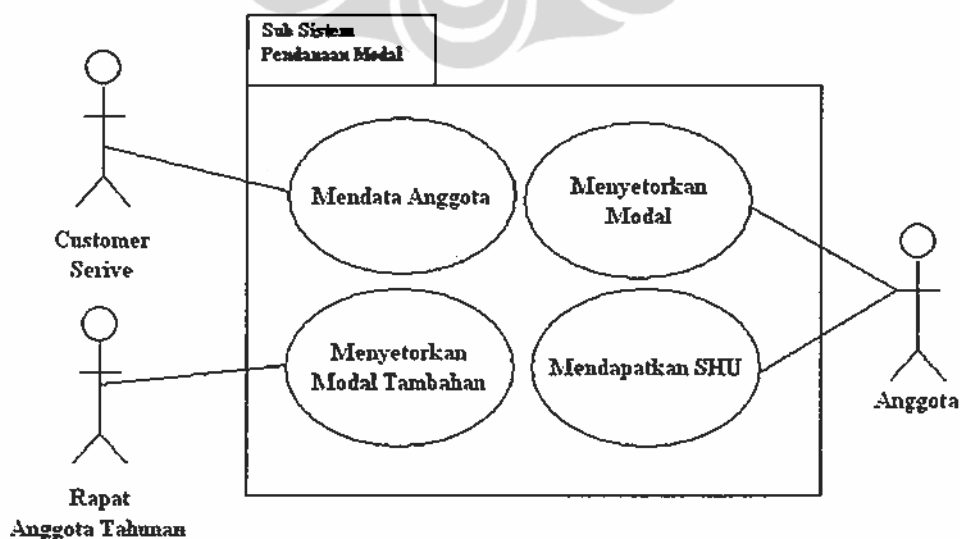 Sub Sistem
Pendanaan Modal
Mendata Anggota
Menyetorkan
Modal
Customer
Serive
Menyetorkan
Modal Tambahan
Mendapatkan SHU
Anggota
Rapat
Anggota Tahunan